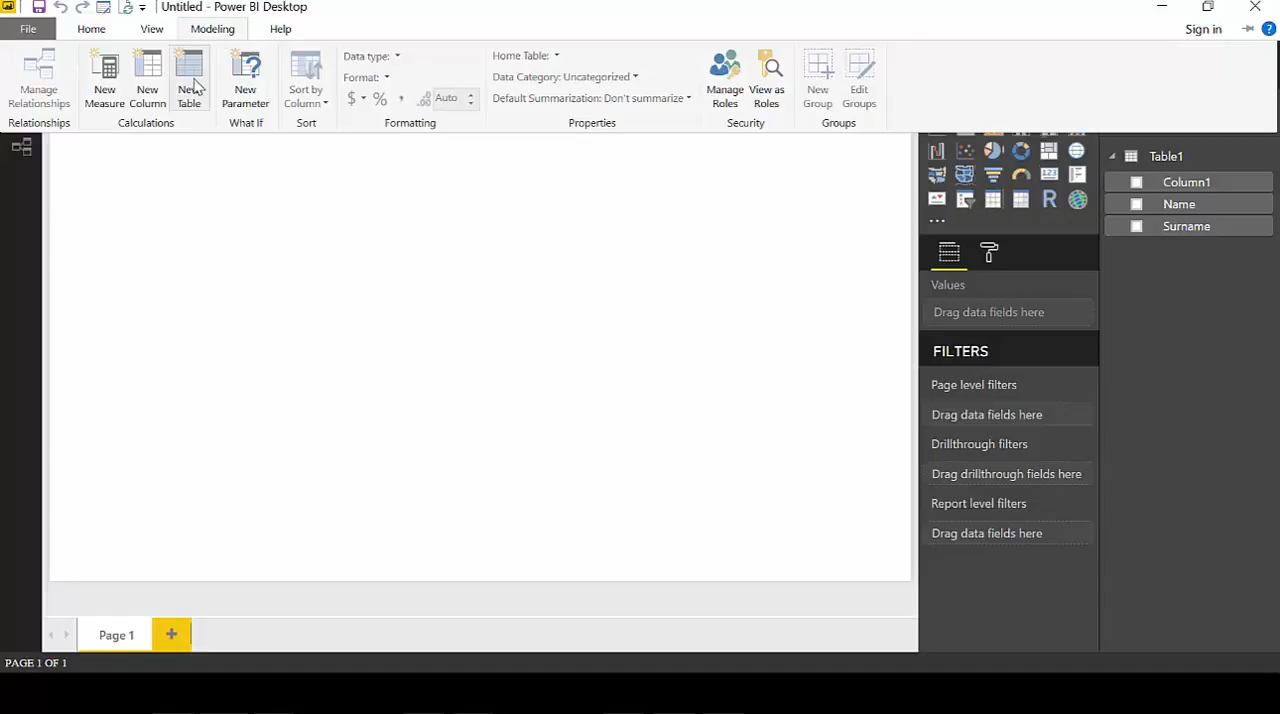 Untitled - Power BI Desktop
File Home View Modeling Help Sign in
Manage Relationships
New Measure
New Column
New Table
New Parameter
Sort by Column
Data type:
Format:
$ % , .00 Auto
Home Table:
Data Category: Uncategorized
Default Summarization: Don't summarize
Manage Roles
View as Roles
New Group
Edit Groups
Relationships Calculations What If Sort Formatting Properties Security Groups
123
R
...
Values
Drag data fields here
FILTERS
Page level filters
Drag data fields here
Drillthrough filters
Drag drillthrough fields here
Report level filters
Drag data fields here
Table1
Column1
Name
Surname
Page 1
PAGE 1 OF 1